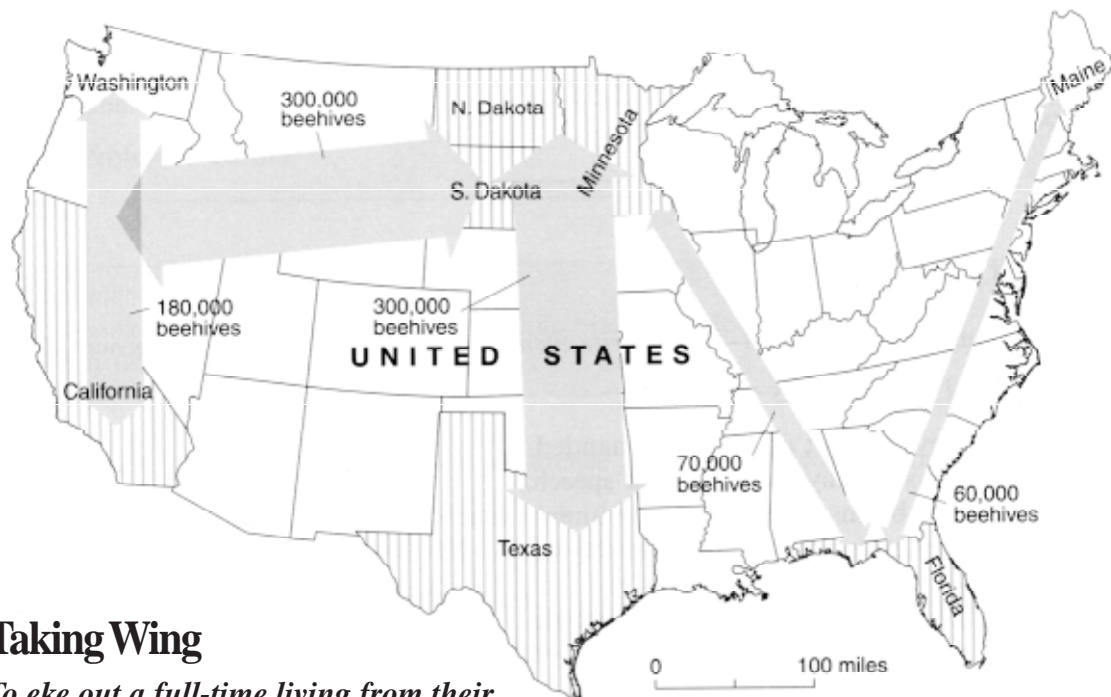 Washington
Maine
300,000
beehives
N. Dakota
Minnesota
S. Dakota
180,000
beehives
300,000
beehives
UNITED STATES
California
70,000
beehives
60,000
beehives
Texas
Florida
Taking Wing
0 100 miles
To eke out a full-time living from their